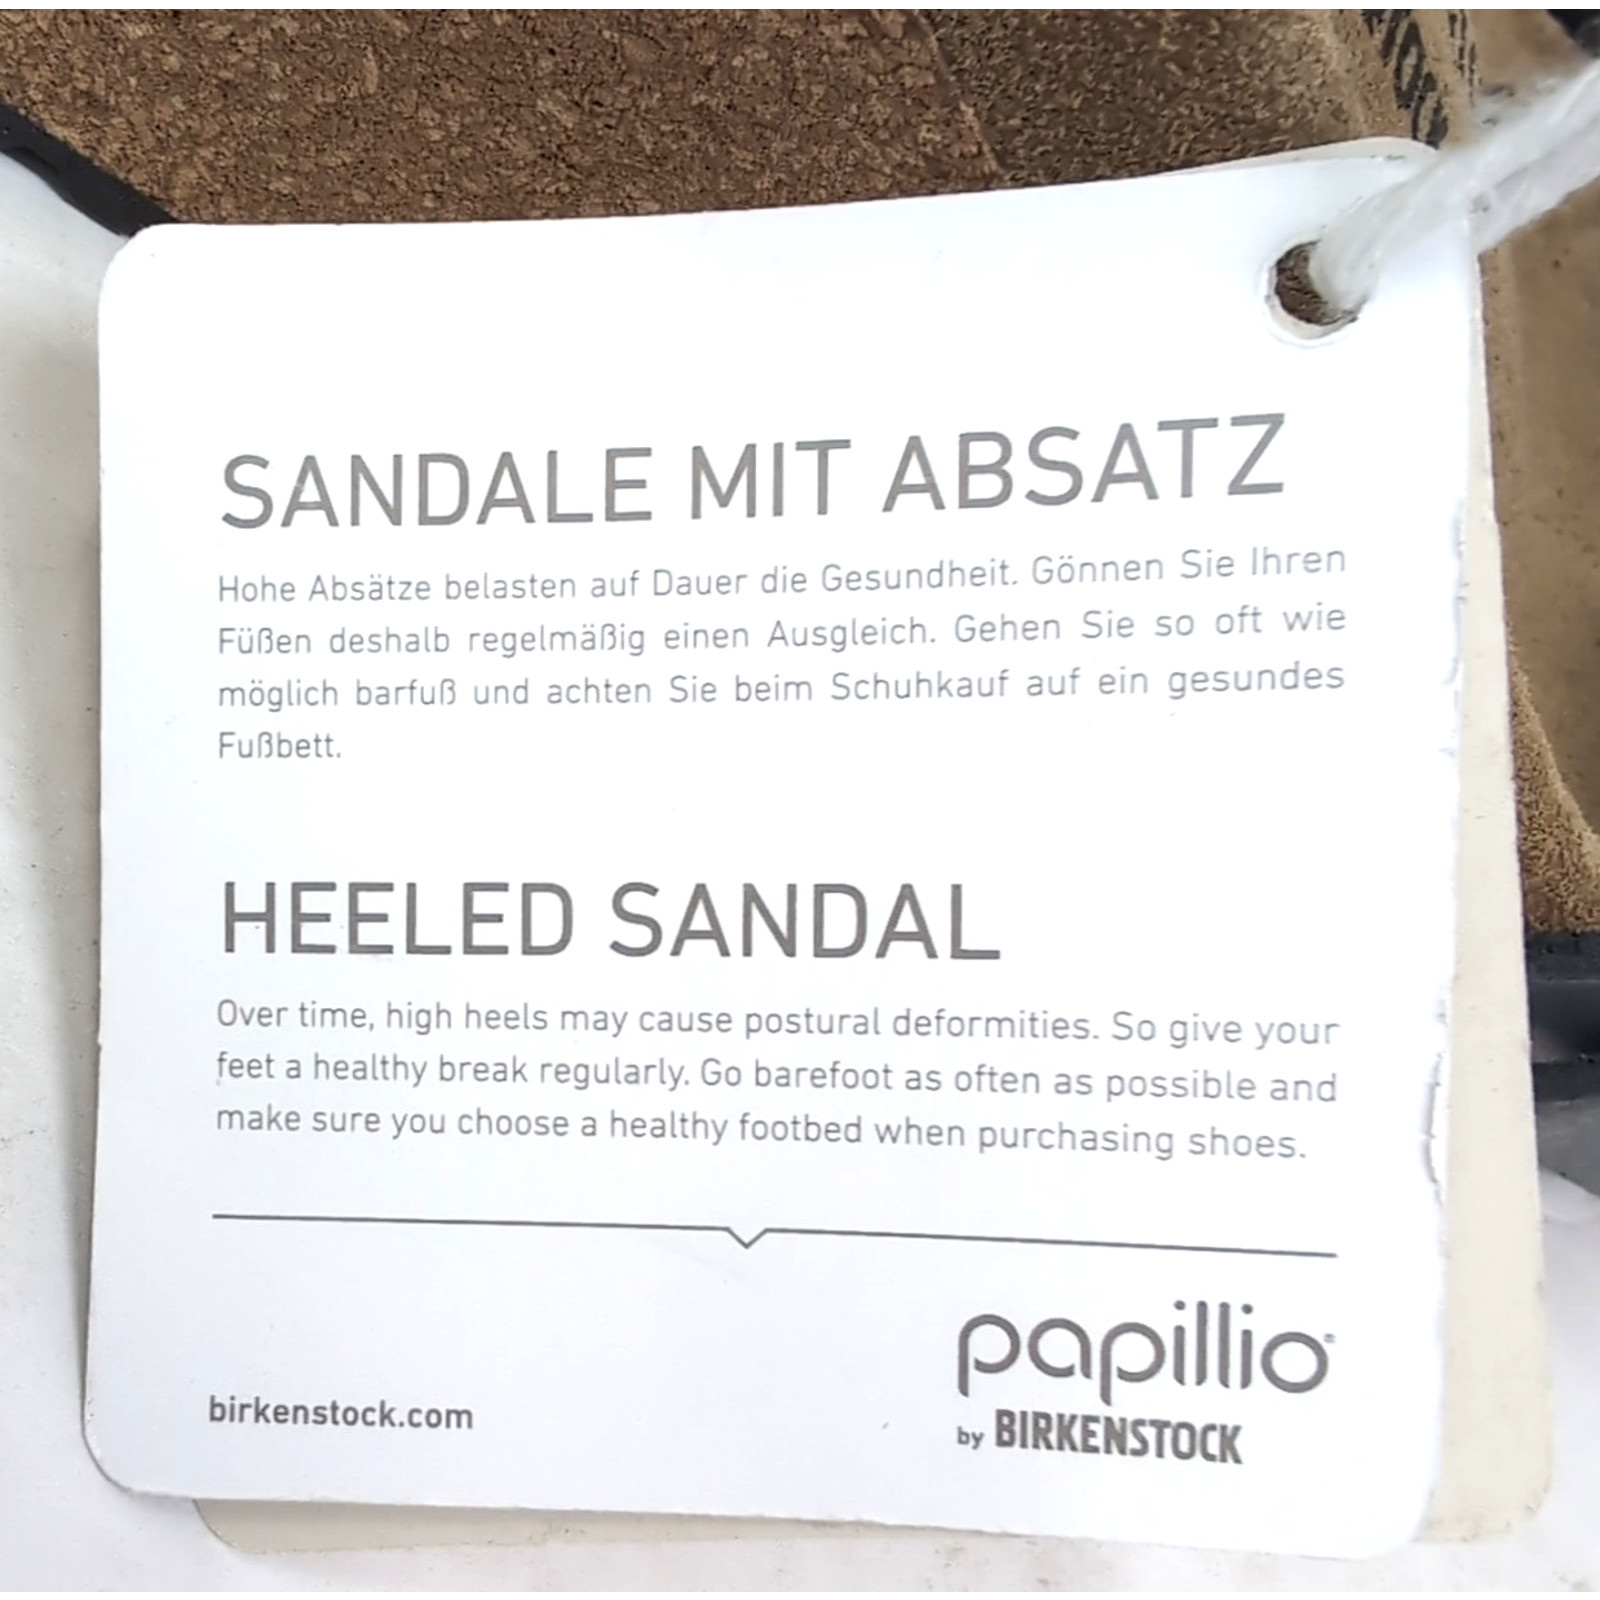 SANDALE MIT ABSATZ
Hohe Absätze belasten auf Dauer die Gesundheit. Gönnen Sie Ihren
Füßen deshalb regelmäßig einen Ausgleich. Gehen Sie so oft wie
möglich barfuß und achten Sie beim Schuhkauf auf ein gesundes
Fußbett.
HEELED SANDAL
Over time, high heels may cause postural deformities. So give your
feet a healthy break regularly. Go barefoot as often as possible and
make sure you choose a healthy footbed when purchasing shoes.
birkenstock.com
papillio
by BIRKENSTOCK